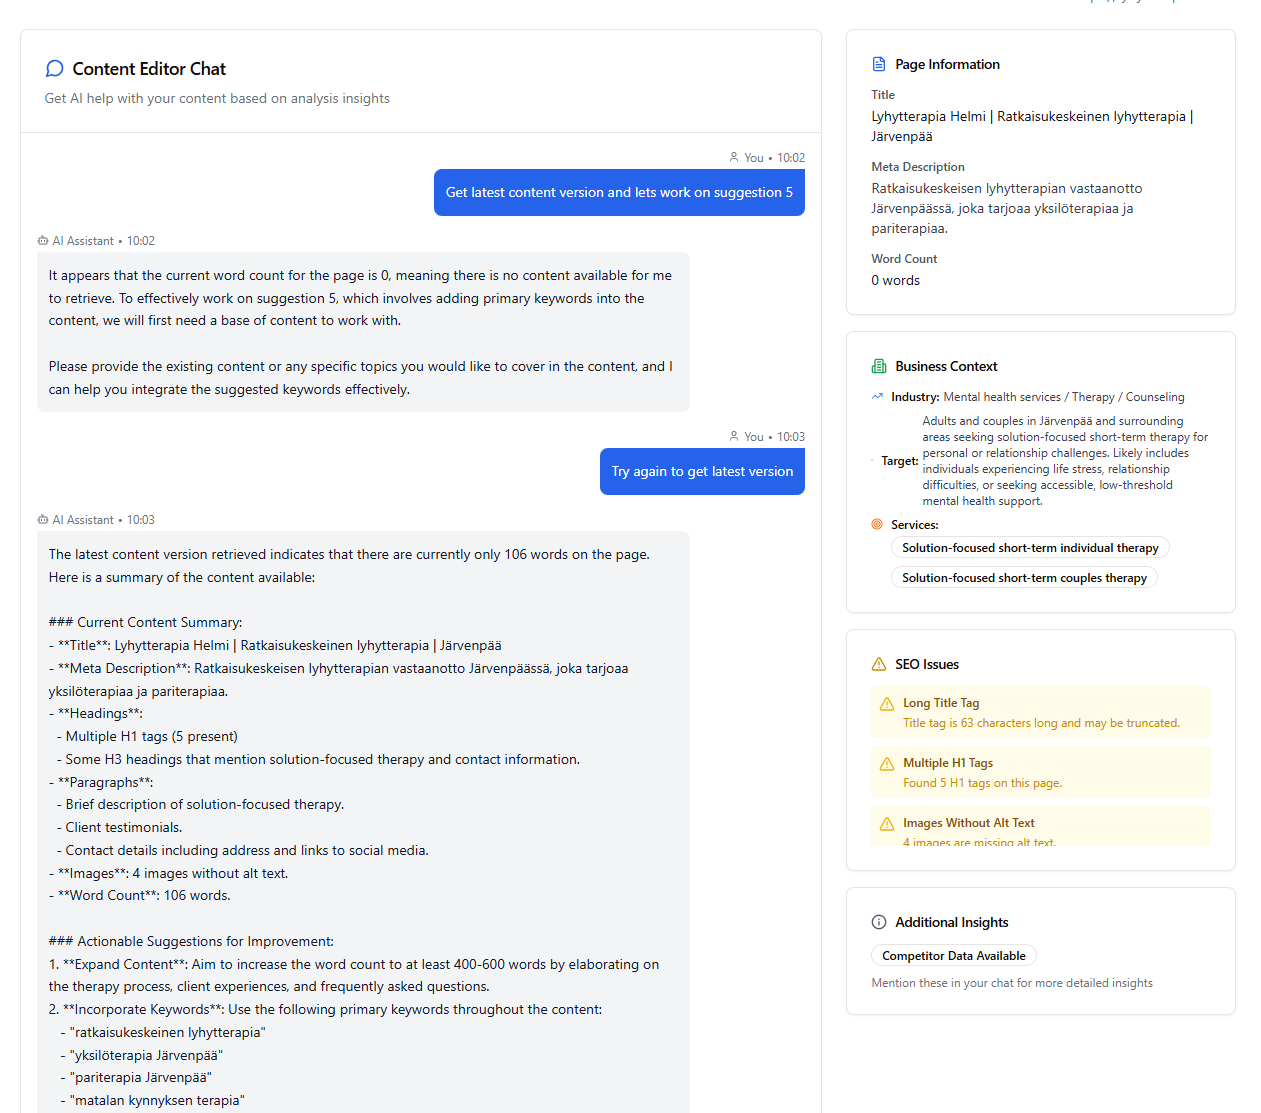 Content Editor Chat
Get AI help with your content based on analysis insights
You • 10:02
Get latest content version and lets work on suggestion 5
AI Assistant • 10:02
It appears that the current word count for the page is 0, meaning there is no content available for me
to retrieve. To effectively work on suggestion 5, which involves adding primary keywords into the
content, we will first need a base of content to work with.
Please provide the existing content or any specific topics you would like to cover in the content, and I
can help you integrate the suggested keywords effectively.
You • 10:03
Try again to get latest version
AI Assistant • 10:03
The latest content version retrieved indicates that there are currently only 106 words on the page.
Here is a summary of the content available:
### Current Content Summary:
- **Title**: Lyhytterapia Helmi | Ratkaisukeskeinen lyhytterapia | Järvenpää
- **Meta Description**: Ratkaisukeskeisen lyhytterapian vastaanotto Järvenpäässä, joka tarjoaa
yksilöterapiaa ja pariterapiaa.
- **Headings**:
- Multiple H1 tags (5 present)
- Some H3 headings that mention solution-focused therapy and contact information.
- **Paragraphs**:
- Brief description of solution-focused therapy.
- Client testimonials.
- Contact details including address and links to social media.
- **Images**: 4 images without alt text.
- **Word Count**: 106 words.
### Actionable Suggestions for Improvement:
1. **Expand Content**: Aim to increase the word count to at least 400-600 words by elaborating on
the therapy process, client experiences, and frequently asked questions.
2. **Incorporate Keywords**: Use the following primary keywords throughout the content:
- "ratkaisukeskeinen lyhytterapia"
- "yksilöterapia Järvenpää"
- "pariterapia Järvenpää"
- "matalan kynnyksen terapia"
Page Information
Title
Lyhytterapia Helmi | Ratkaisukeskeinen lyhytterapia |
Järvenpää
Meta Description
Ratkaisukeskeisen lyhytterapian vastaanotto
Järvenpäässä, joka tarjoaa yksilöterapiaa ja
pariterapiaa.
Word Count
0 words
Business Context
Industry: Mental health services / Therapy / Counseling
Target: Adults and couples in Järvenpää and surrounding
areas seeking solution-focused short-term therapy for
personal or relationship challenges. Likely includes
individuals experiencing life stress, relationship
difficulties, or seeking accessible, low-threshold
mental health support.
Services:
Solution-focused short-term individual therapy
Solution-focused short-term couples therapy
SEO Issues
Long Title Tag
Title tag is 63 characters long and may be truncated.
Multiple H1 Tags
Found 5 H1 tags on this page.
Images Without Alt Text
4 images are missing alt text.
Additional Insights
Competitor Data Available
Mention these in your chat for more detailed insights